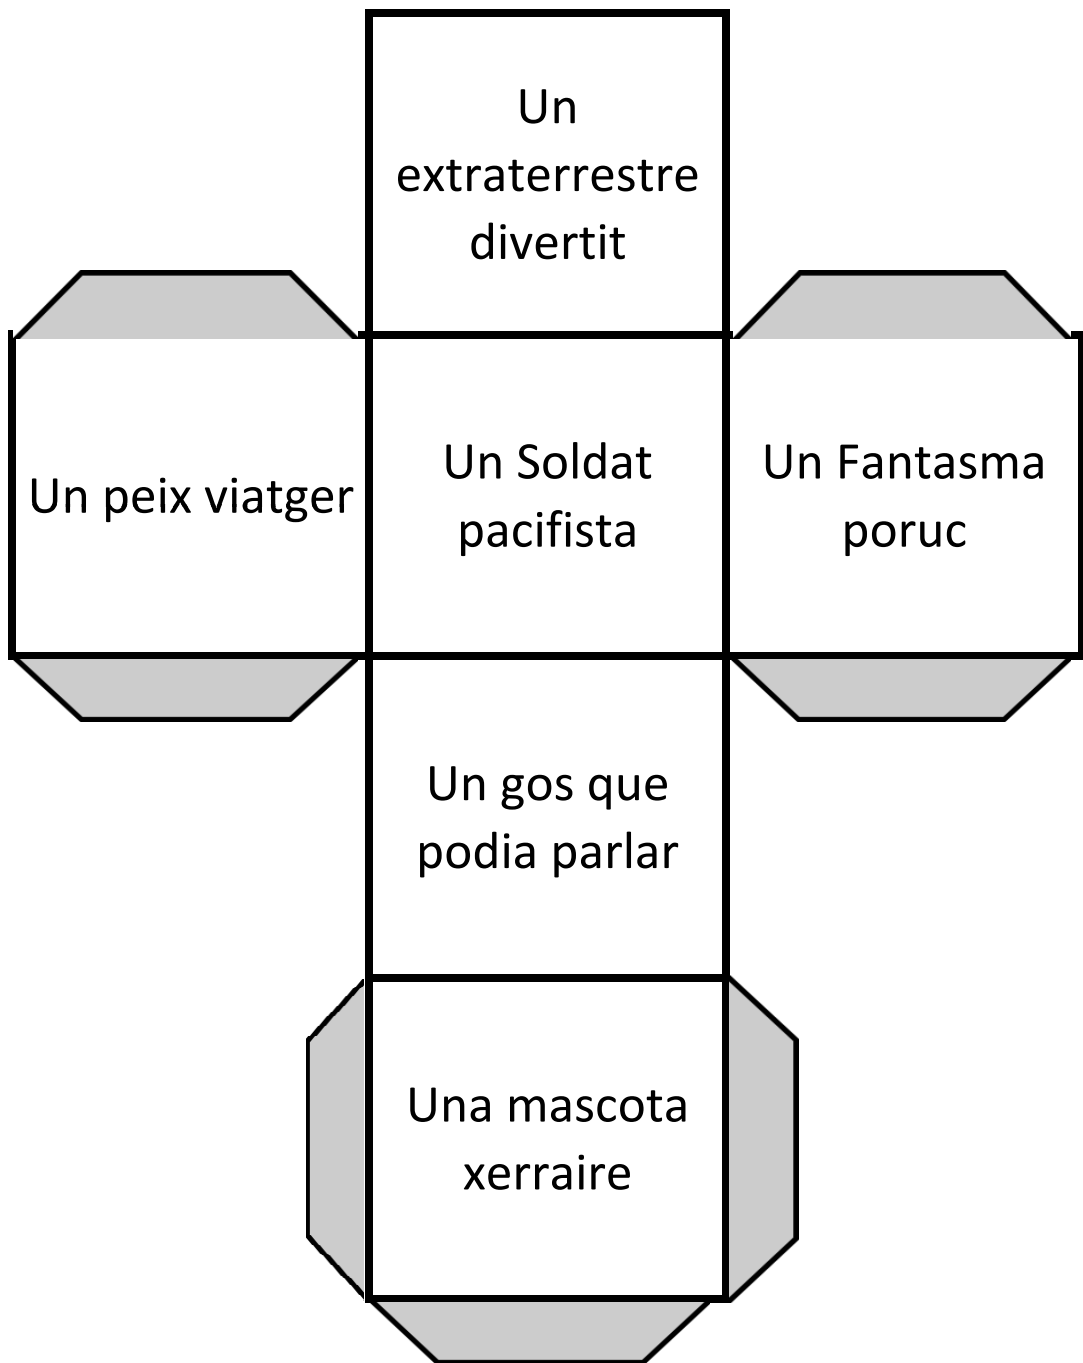 Un
extraterrestre
divertit
Un peix viatger
Un Soldat
pacifista
Un Fantasma
poruc
Un gos que
podia parlar
Una mascota
xerraire